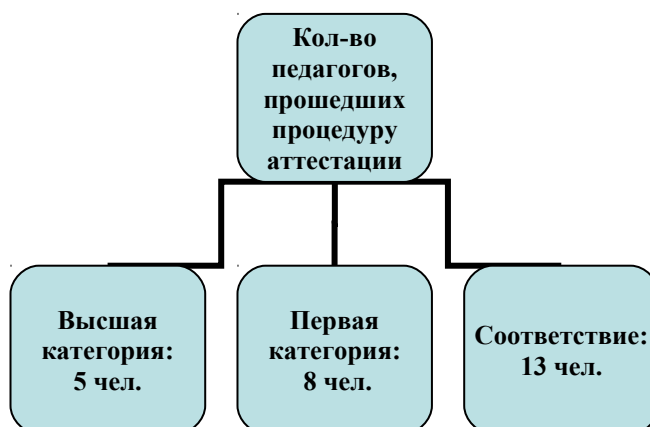 Кол-во
педагогов,
прошедших
процедуру
аттестации
Высшая
категория:
5 чел.
Первая
категория:
8 чел.
Соответствие:
13 чел.